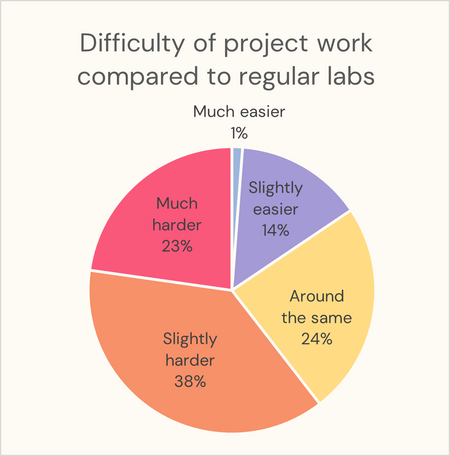 Difficulty of project work
compared to regular labs
Much easier
1%
Slightly
easier
14%
Around
the same
24%
Slightly
harder
38%
Much
harder
23%